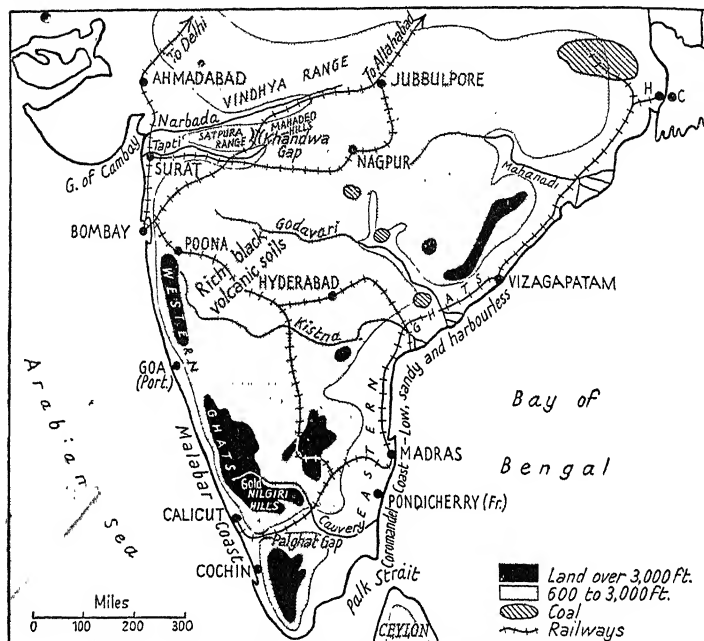 To Delhi
To Allahabad
AHMADABAD
VINDHYA RANGE
JUBBULPORE
Narbada
H
C
Tapti
SATPURA
RANGE
MAHADEO
HILLS
Khandwa
Gap
G. of Cambay
SURAT
NAGPUR
Mahanadi
BOMBAY
Godavari
POONA
Rich black
volcanic soils
HYDERABAD
VIZAGAPATAM
Kistna
WESTERN
GHATS
EASTERN
GHATS
GOA
(Port.)
Arabian Sea
Bay of
Bengal
Malabar
Coast
Coromandel Coast-Low, sandy and harbourless
MADRAS
Gold
NILGIRI
HILLS
PONDICHERRY (Fr.)
CALICUT
Cauvery
Palghat Gap
COCHIN
Palk Strait
CEYLON
Miles
0 100 200 300
Land over 3,000 ft.
600 to 3,000 ft.
Coal
Railways